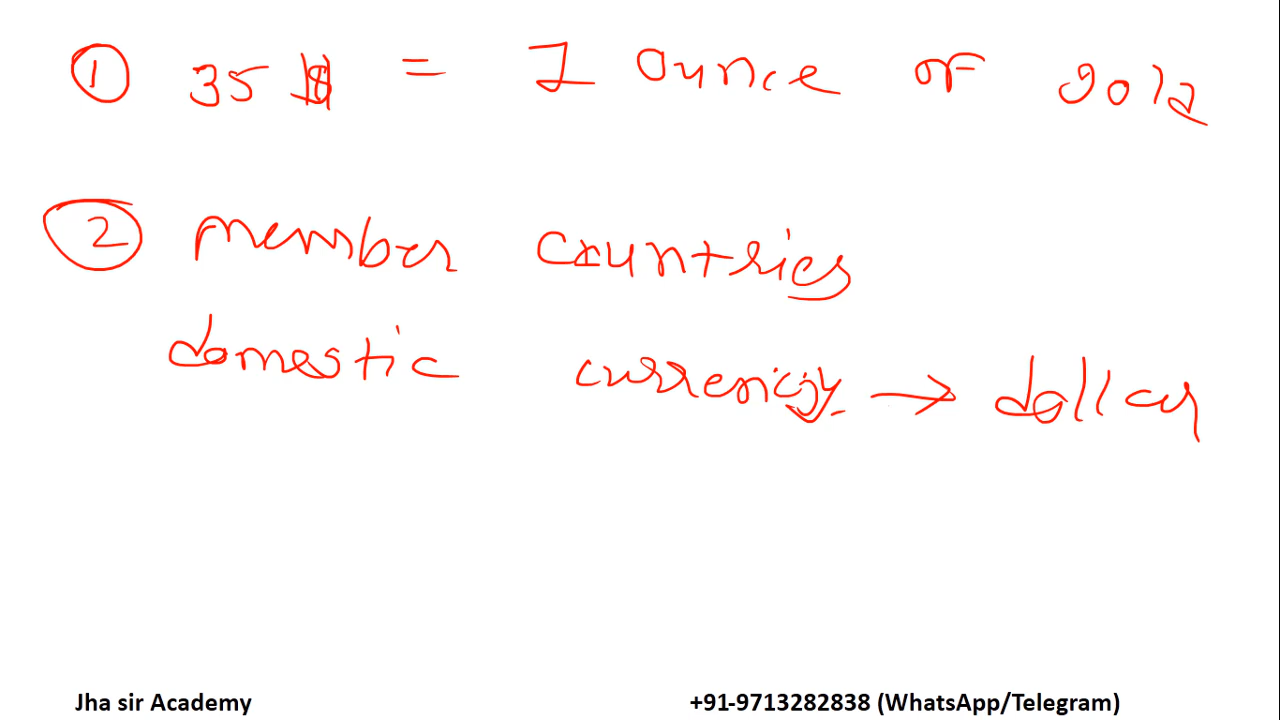 ① 35 $ = 1 ounce of gold
② member countries
domestic currency → dollar
Jha sir Academy +91-9713282838 (WhatsApp/Telegram)